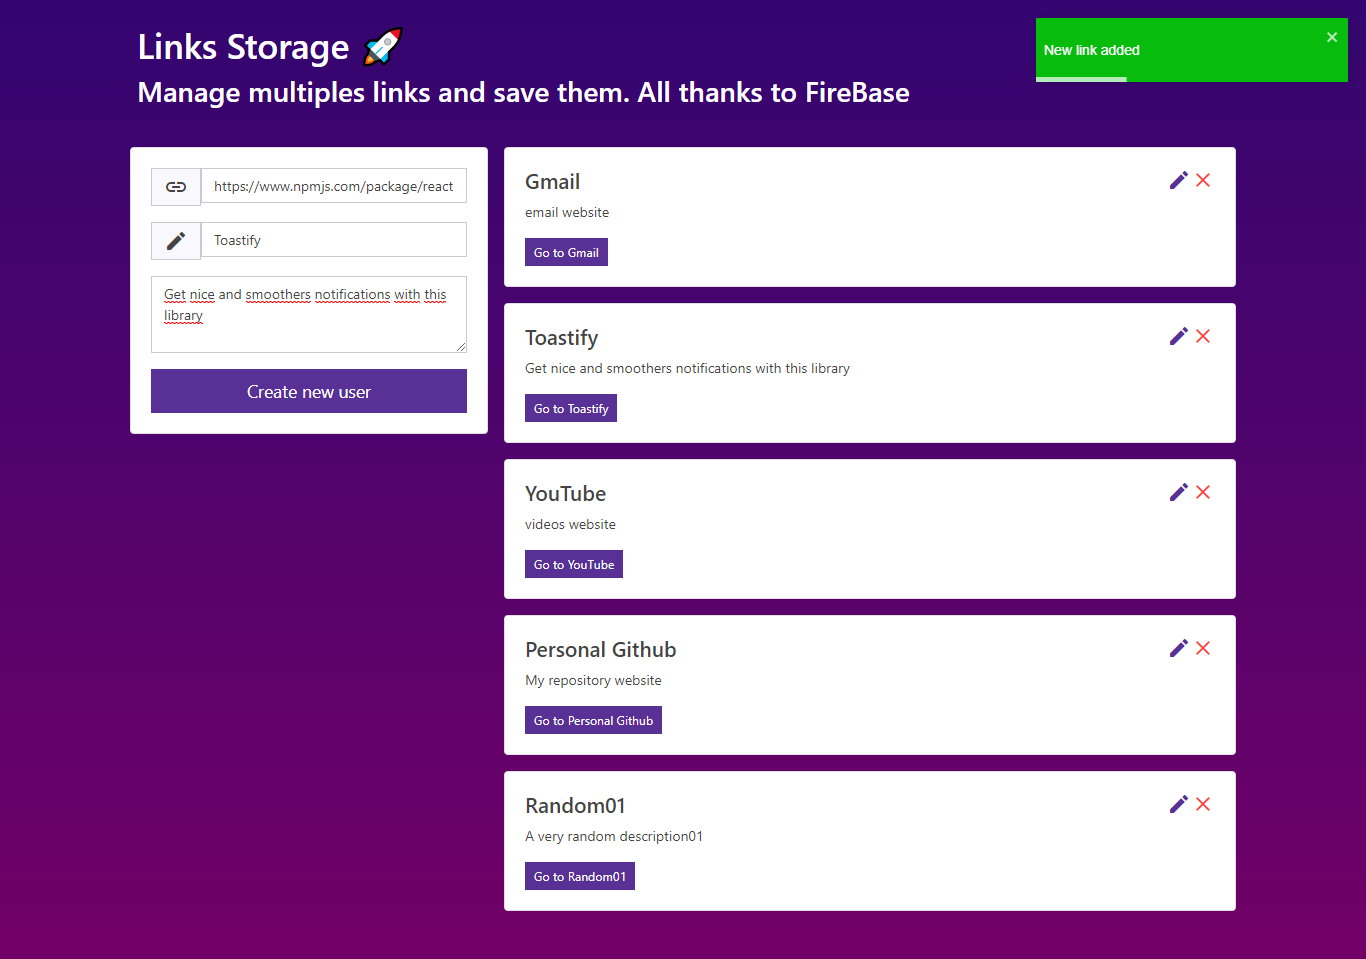 Links Storage 🚀
Manage multiples links and save them. All thanks to FireBase
New link added
https://www.npmjs.com/package/react
Toastify
Get nice and smoothers notifications with this
library
Create new user
Gmail
email website
Go to Gmail
Toastify
Get nice and smoothers notifications with this library
Go to Toastify
YouTube
videos website
Go to YouTube
Personal Github
My repository website
Go to Personal Github
Random01
A very random description01
Go to Random01